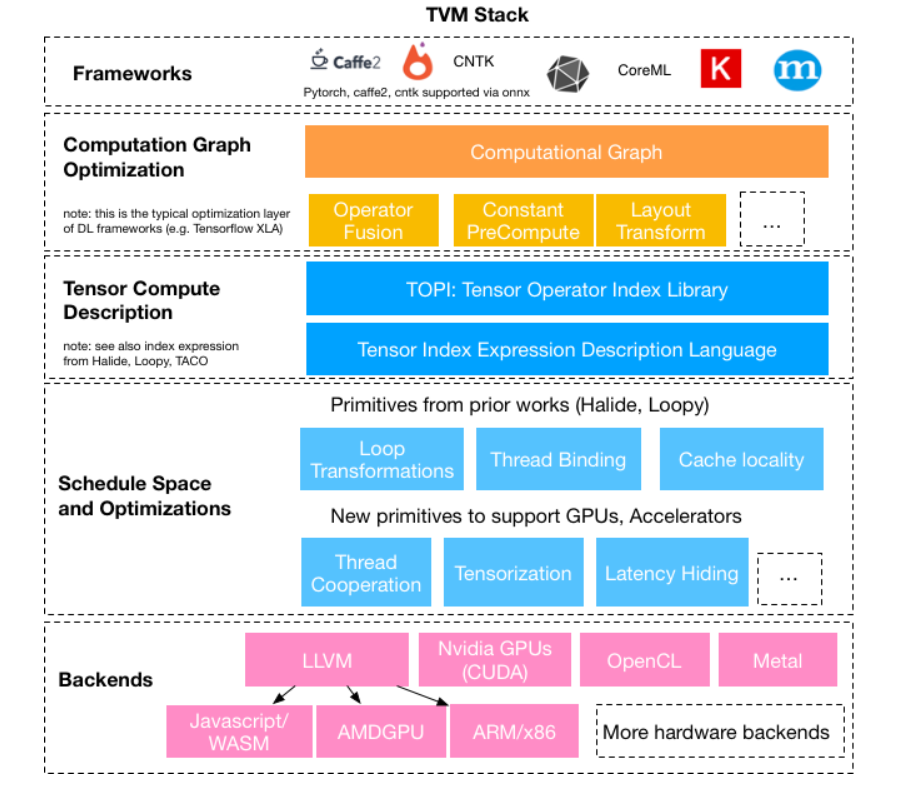 TVM Stack
Frameworks
Caffe2
CNTK
CoreML
K
m
Pytorch, caffe2, cntk supported via onnx
Computation Graph
Optimization
note: this is the typical optimization layer
of DL frameworks (e.g. Tensorflow XLA)
Computational Graph
Operator
Fusion
Constant
PreCompute
Layout
Transform
...
Tensor Compute
Description
note: see also index expression
from Halide, Loopy, TACO
TOPI: Tensor Operator Index Library
Tensor Index Expression Description Language
Schedule Space
and Optimizations
Primitives from prior works (Halide, Loopy)
Loop
Transformations
Thread Binding
Cache locality
New primitives to support GPUs, Accelerators
Thread
Cooperation
Tensorization
Latency Hiding
...
Backends
LLVM
Nvidia GPUs
(CUDA)
OpenCL
Metal
Javascript/
WASM
AMDGPU
ARM/x86
More hardware backends